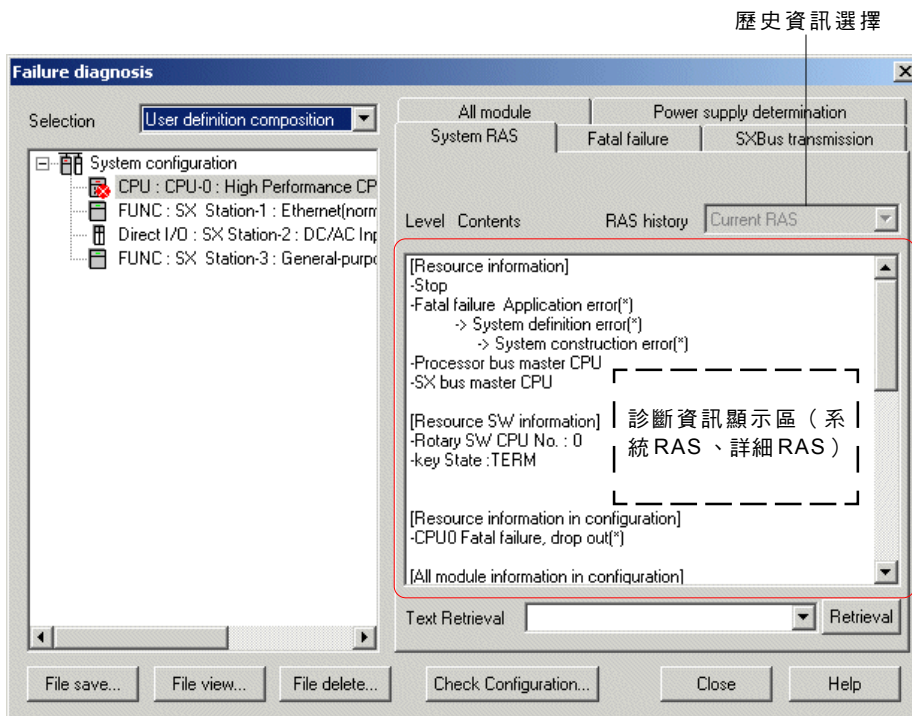 歷史資訊選擇
Failure diagnosis
Selection
User definition composition
System configuration
CPU : CPU-0 : High Performance CP
FUNC : SX Station-1 : Ethernet(norm
Direct I/O : SX Station-2 : DC/AC Inp
FUNC : SX Station-3 : General-purpo
All module
Power supply determination
System RAS
Fatal failure
SXBus transmission
Level Contents
RAS history
Current RAS
[Resource information]
-Stop
-Fatal failure Application error(*)
-> System definition error(*)
-> System construction error(*)
-Processor bus master CPU
-SX bus master CPU
[Resource SW information]
-Rotary SW CPU No. : 0
-key State :TERM
[Resource information in configuration]
-CPU0 Fatal failure, drop out(*)
[All module information in configuration]
診斷資訊顯示區（系
統RAS、詳細RAS）
Text Retrieval
Retrieval
File save...
File view...
File delete...
Check Configuration...
Close
Help